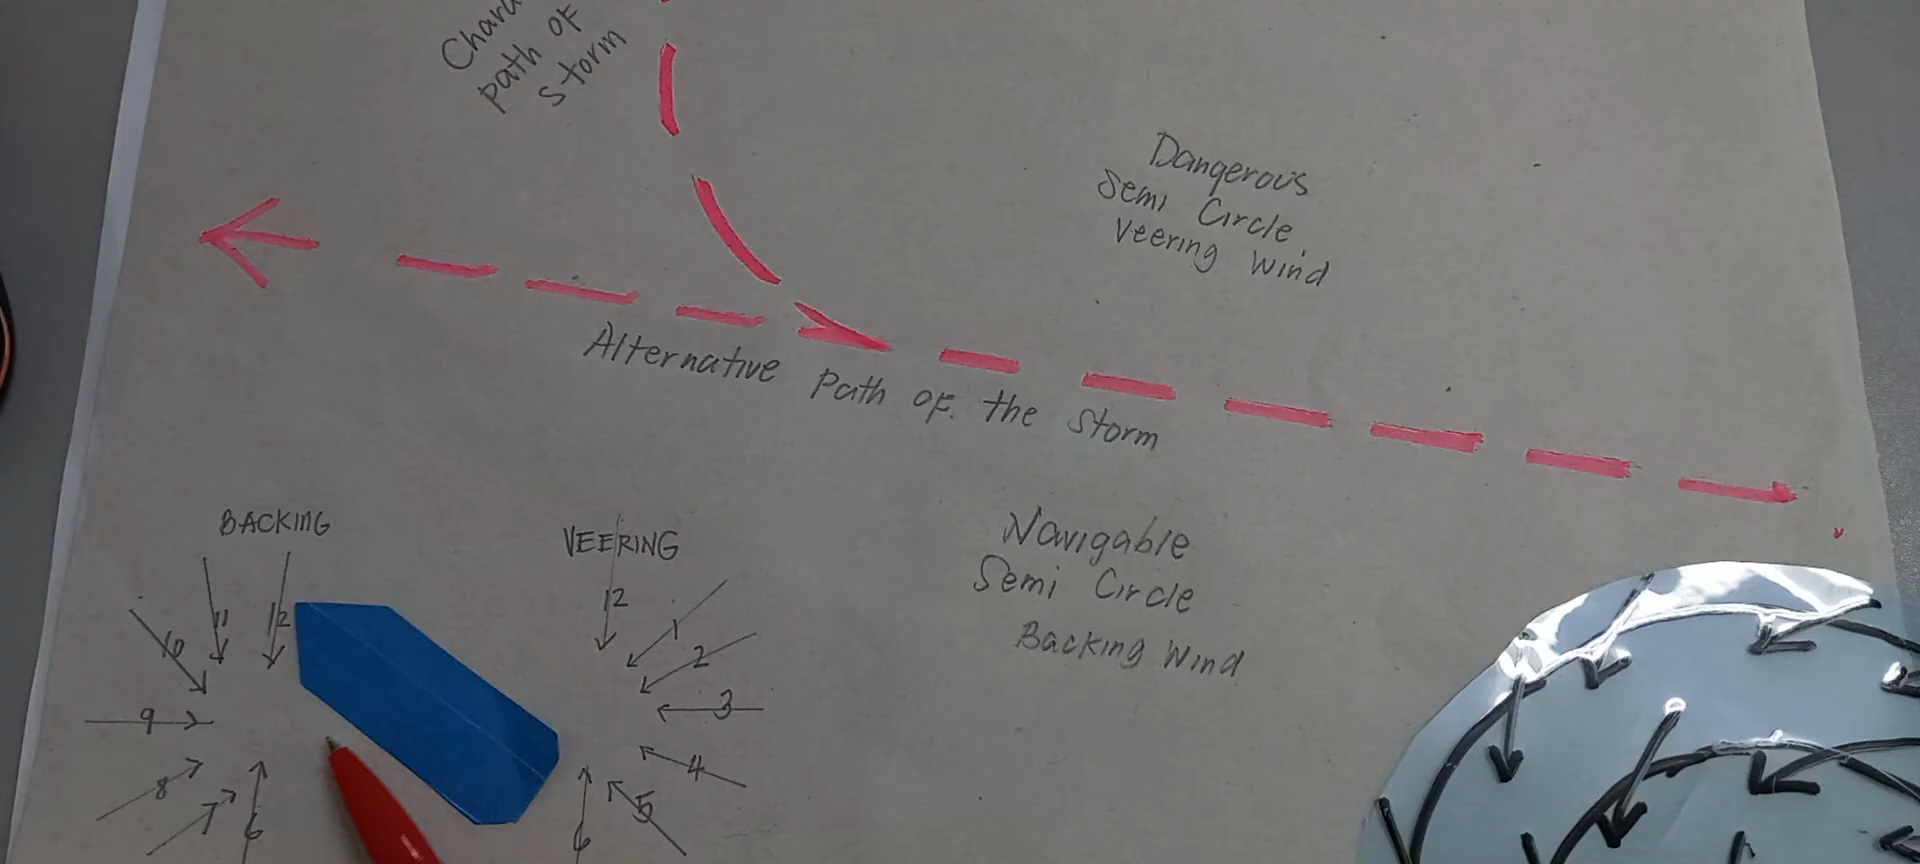 path of
storm
Dangerous
Semi Circle
Veering Wind
Alternative Path OF. the Storm
BACKING
VEERING
Navigable
Semi Circle
Backing Wind
10 11 12
9
8
7 6
12
1
2
3
4
5
6